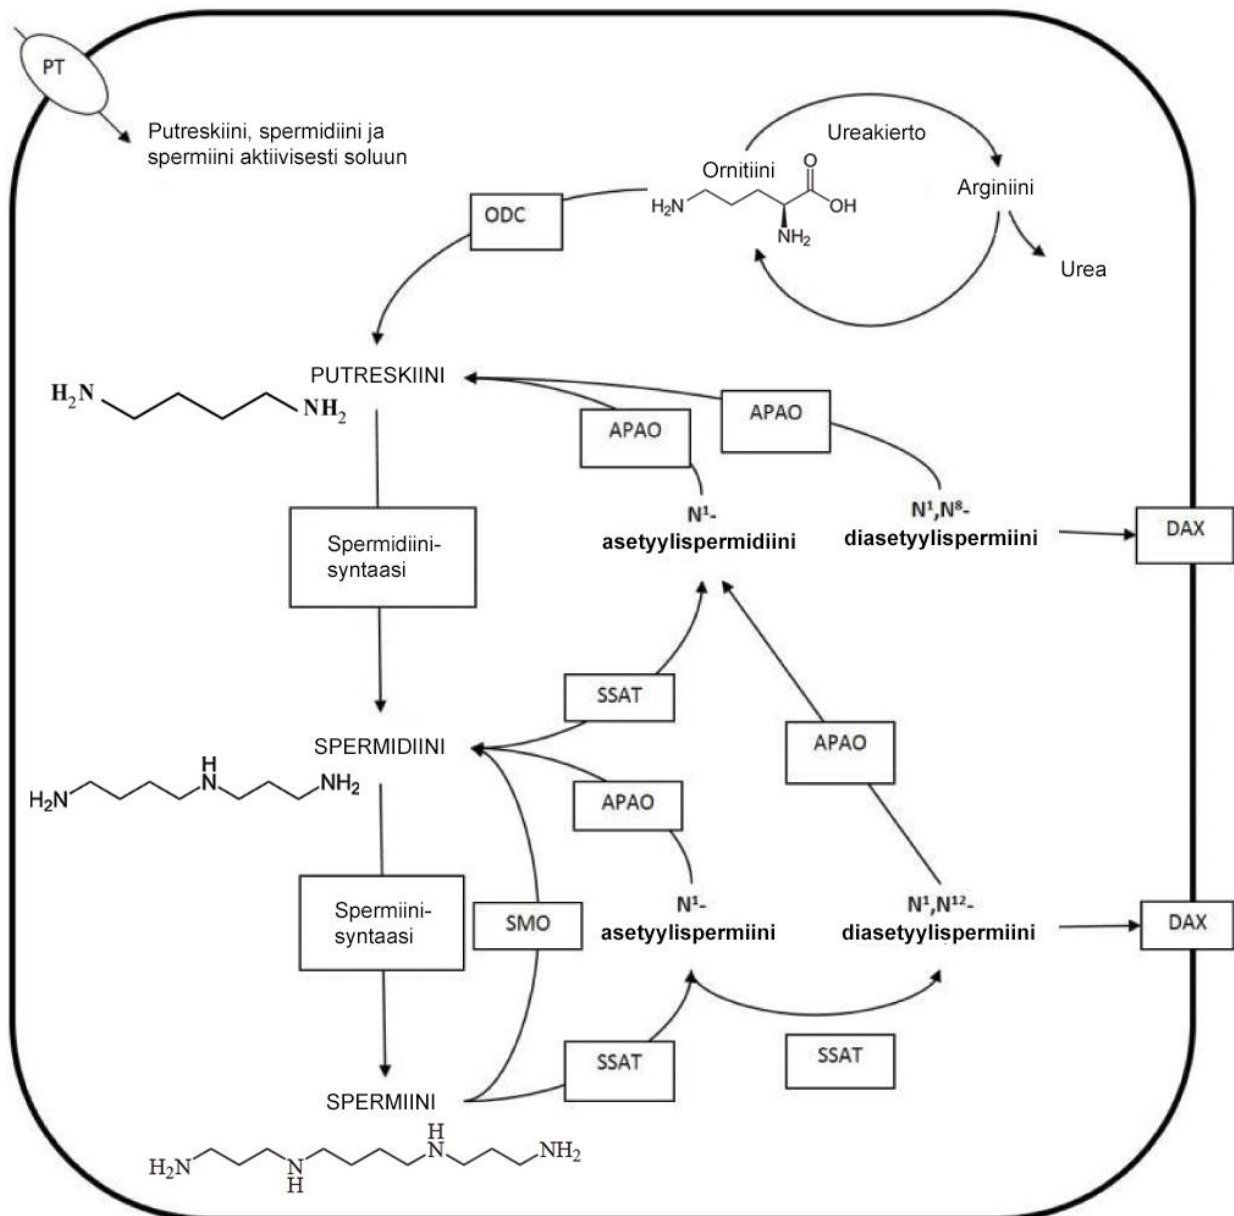 PT
Putreskiini, spermidiini ja
spermiini aktiivisesti soluun
Ureakierto
Ornitiini
O
H₂N
OH
NH₂
Arginiini
Urea
ODC
PUTRESKIINI
H₂N
NH₂
APAO
APAO
N¹-
asetyylispermidiini
N¹,N⁸-
diasetyylispermiini
DAX
Spermidiini-
syntaasi
SSAT
SPERMIDIINI
H
H₂N
N
NH₂
APAO
APAO
Spermiini-
syntaasi
SMO
N¹-
asetyylispermiini
N¹,N¹²-
diasetyylispermiini
DAX
SSAT
SSAT
SPERMIINI
H
H₂N
N
H
N
NH₂